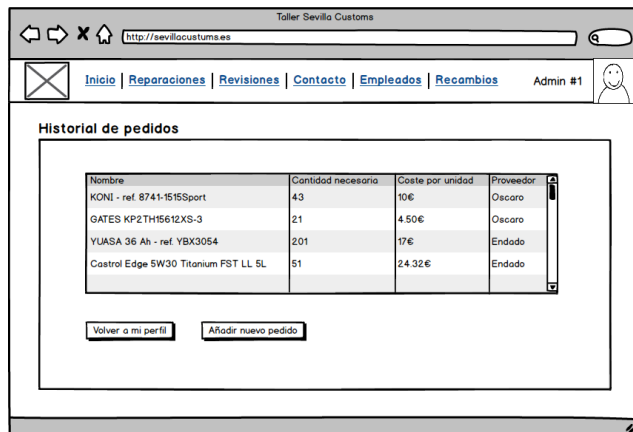 Taller Sevilla Customs
http://sevillacustums.es
Inicio | Reparaciones | Revisiones | Contacto | Empleados | Recambios Admin #1
Historial de pedidos
Nombre Cantidad necesaria Coste por unidad Proveedor
KONI - ref. 8741-1515Sport 43 10€ Oscaro
GATES KP2TH15612XS-3 21 4.50€ Oscaro
YUASA 36 Ah - ref. YBX3054 201 17€ Endado
Castrol Edge 5W30 Titanium FST LL 5L 51 24.32€ Endado
Volver a mi perfil Añadir nuevo pedido